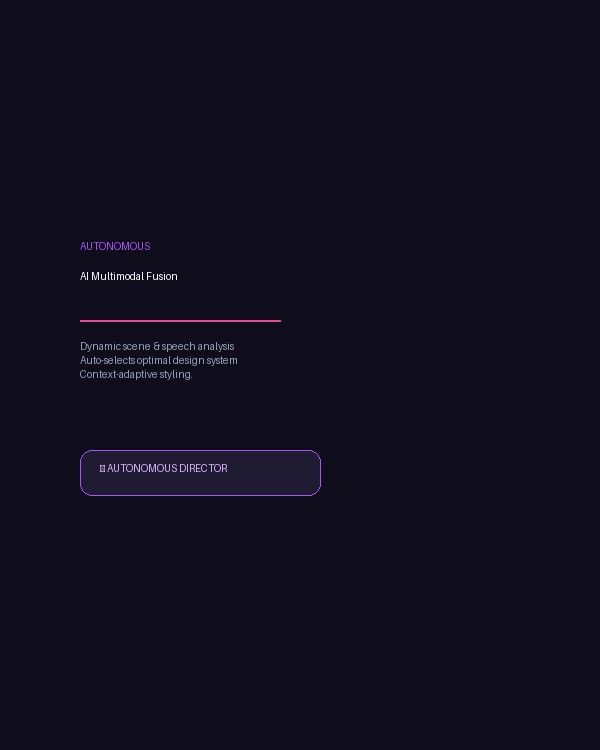 AUTONOMOUS
AI Multimodal Fusion
Dynamic scene & speech analysis
Auto-selects optimal design system
Context-adaptive styling.
AUTONOMOUS DIRECTOR